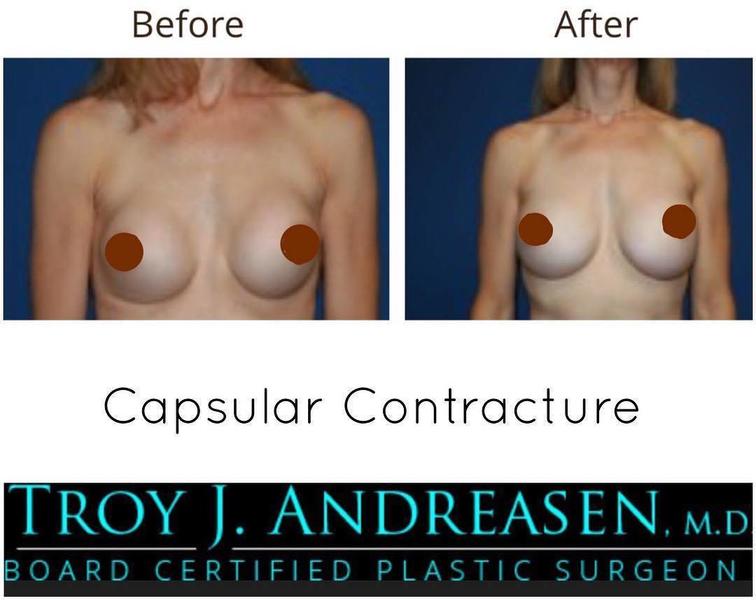 Before
After
Capsular Contracture
TROY J. ANDREASEN, M.D
BOARD CERTIFIED PLASTIC SURGEON